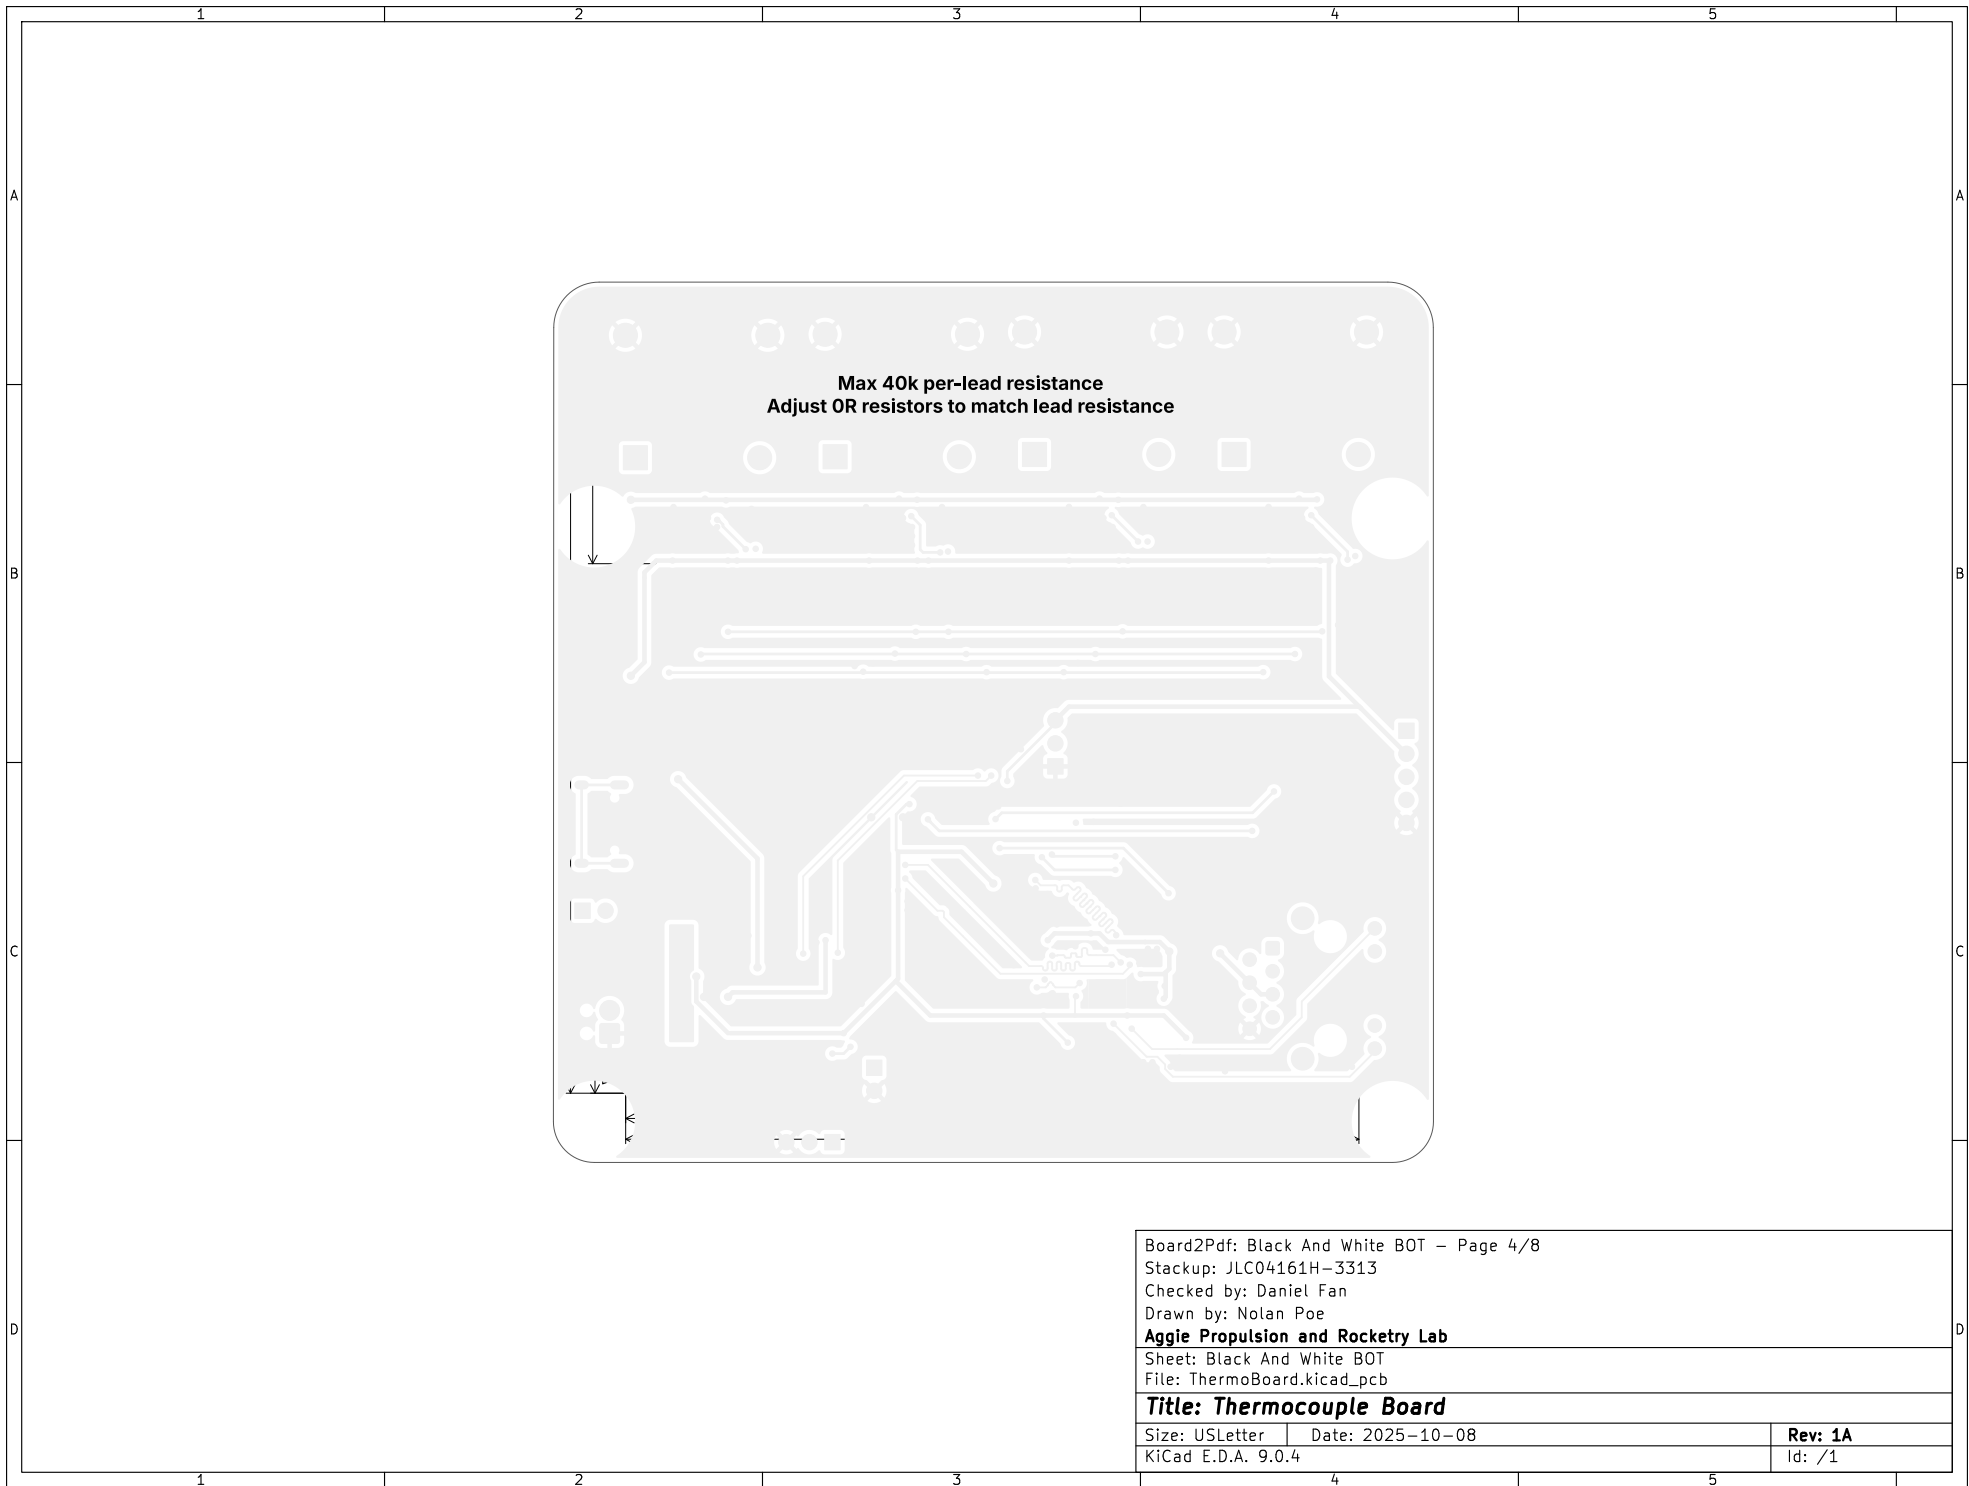 1 2 3 4 5
A A
Max 40k per-lead resistance
Adjust 0R resistors to match lead resistance
B B
C C
Board2Pdf: Black And White BOT - Page 4/8
Stackup: JLC04161H-3313
Checked by: Daniel Fan
Drawn by: Nolan Poe
D D
Aggie Propulsion and Rocketry Lab
Sheet: Black And White BOT
File: ThermoBoard.kicad_pcb
Title: Thermocouple Board
Size: USLetter Date: 2025-10-08 Rev: 1A
KiCad E.D.A. 9.0.4 Id: /1
1 2 3 4 5